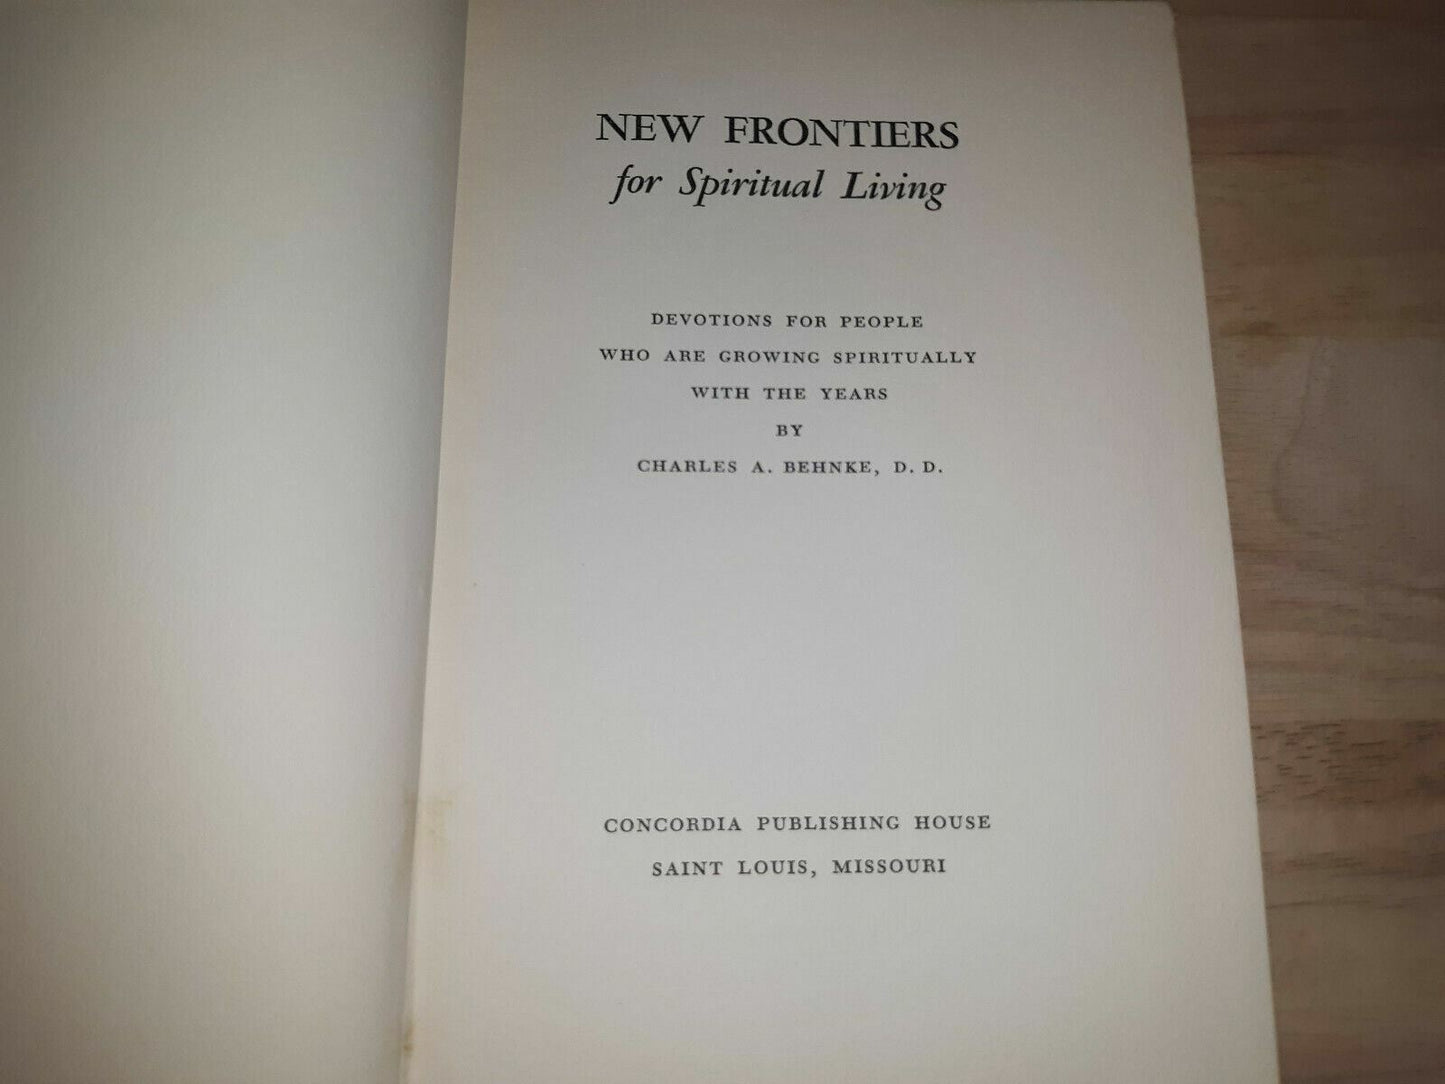 NEW FRONTIERS
for Spiritual Living
DEVOTIONS FOR PEOPLE
WHO ARE GROWING SPIRITUALLY
WITH THE YEARS
BY
CHARLES A. BEHNKE, D. D.
CONCORDIA PUBLISHING HOUSE
SAINT LOUIS, MISSOURI